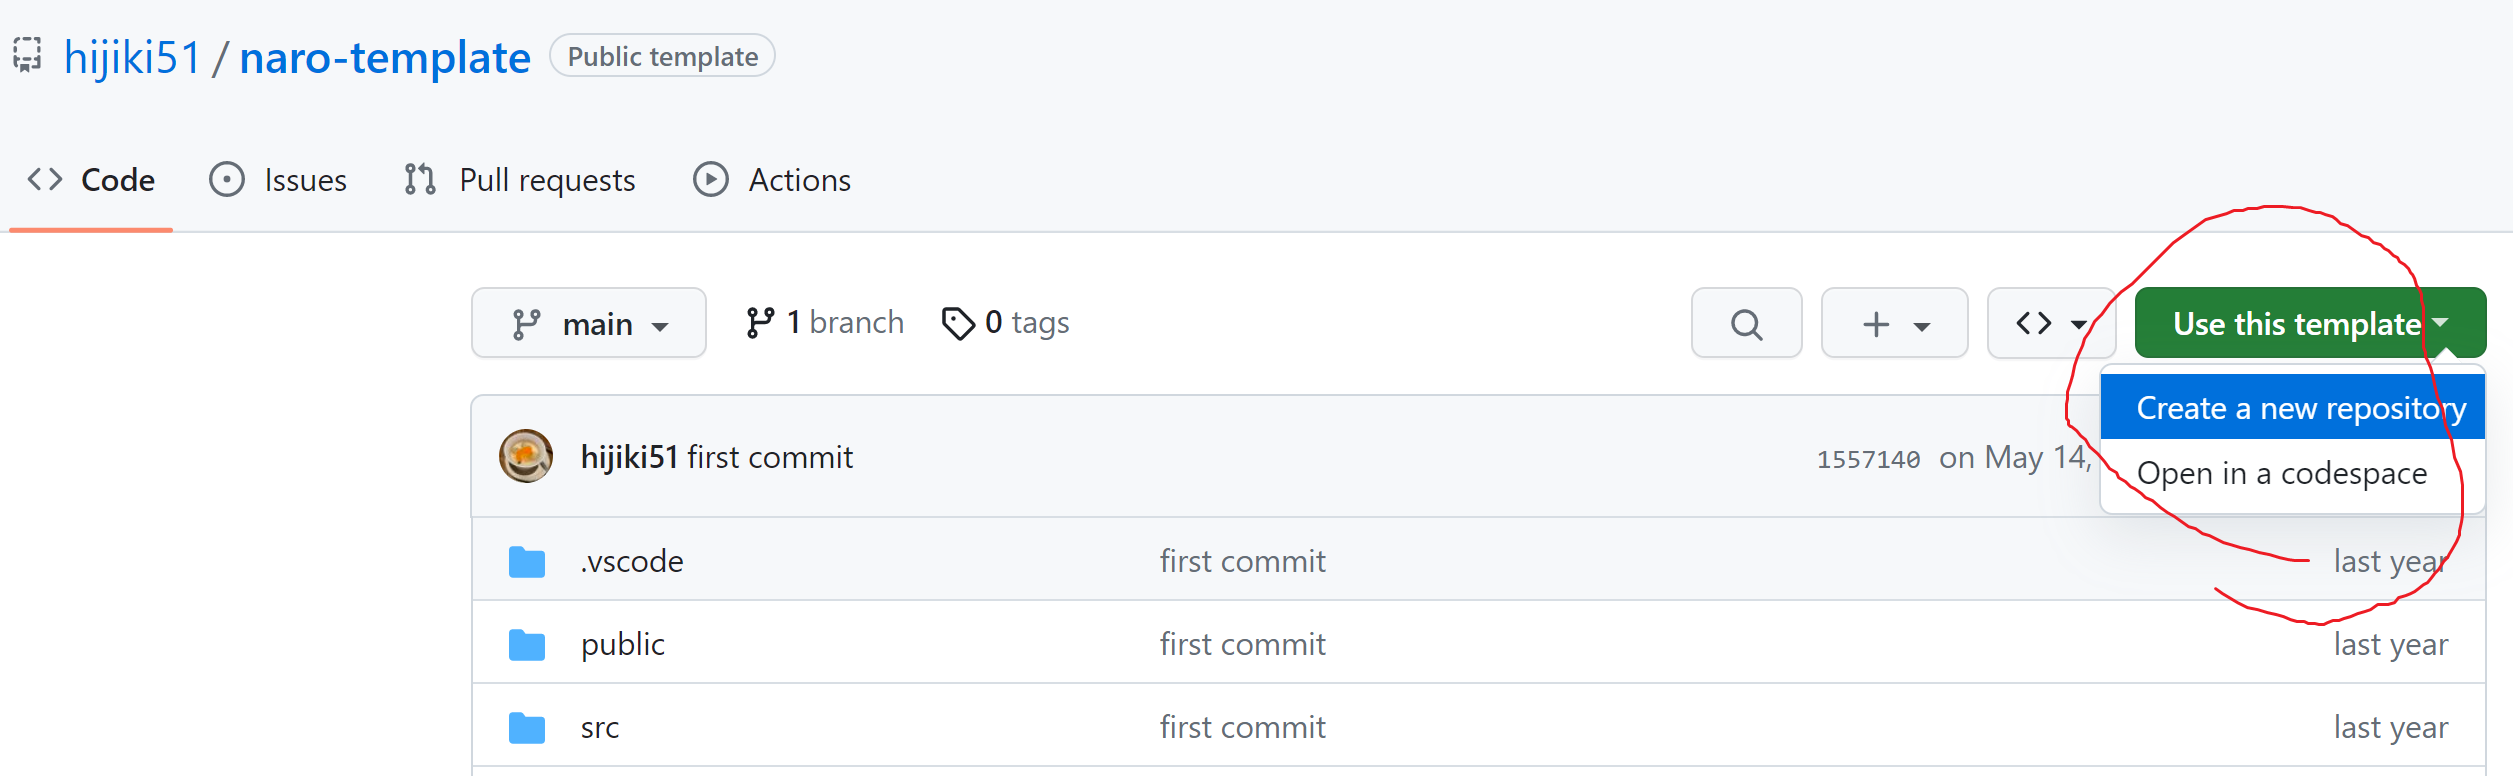 hijiki51 / naro-template Public template
Code Issues Pull requests Actions
main 1 branch 0 tags Use this template
Create a new repository
hijiki51 first commit 1557140 on May 14,
Open in a codespace
.vscode first commit last year
public first commit last year
src first commit last year